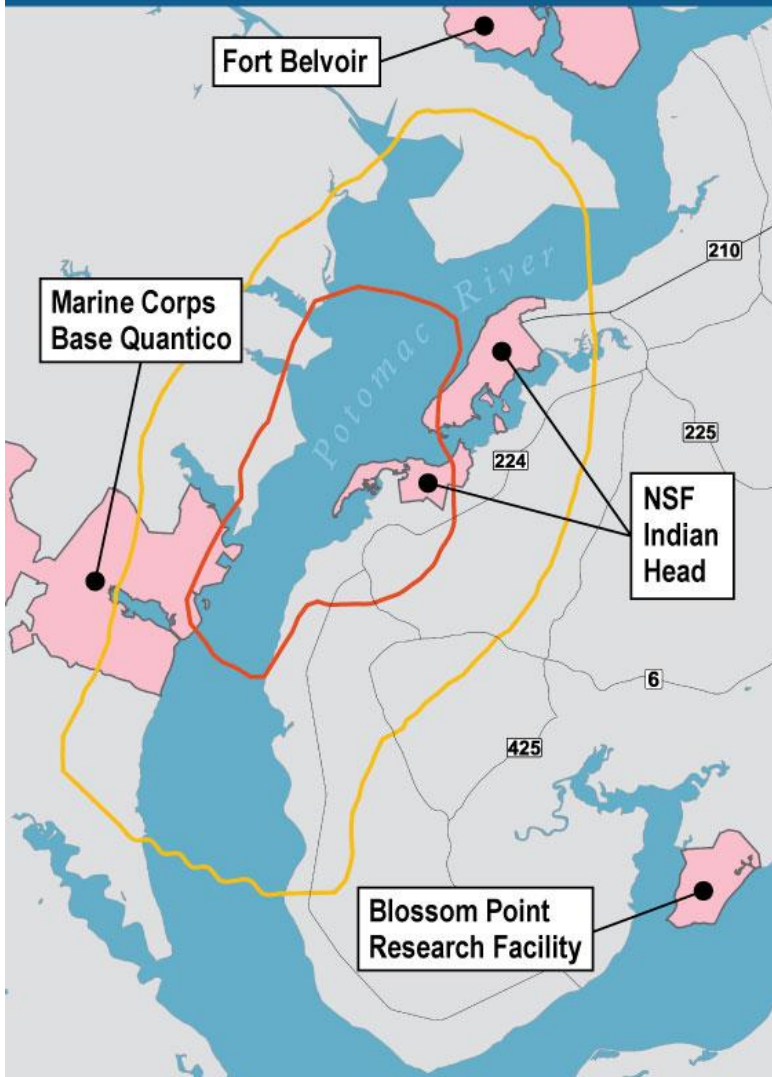 Fort Belvoir
210
Potomac River
Marine Corps
Base Quantico
225
224
NSF
Indian
Head
6
425
Blossom Point
Research Facility